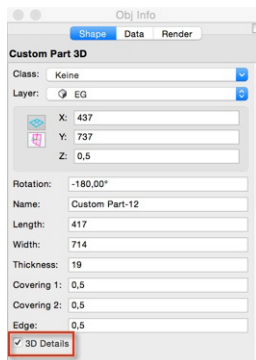 Obj Info
Shape Data Render
Custom Part 3D
Class: Keine
Layer: EG
X: 437
Y: 737
Z: 0,5
Rotation: -180,00°
Name: Custom Part-12
Length: 417
Width: 714
Thickness: 19
Covering 1: 0,5
Covering 2: 0,5
Edge: 0,5
3D Details